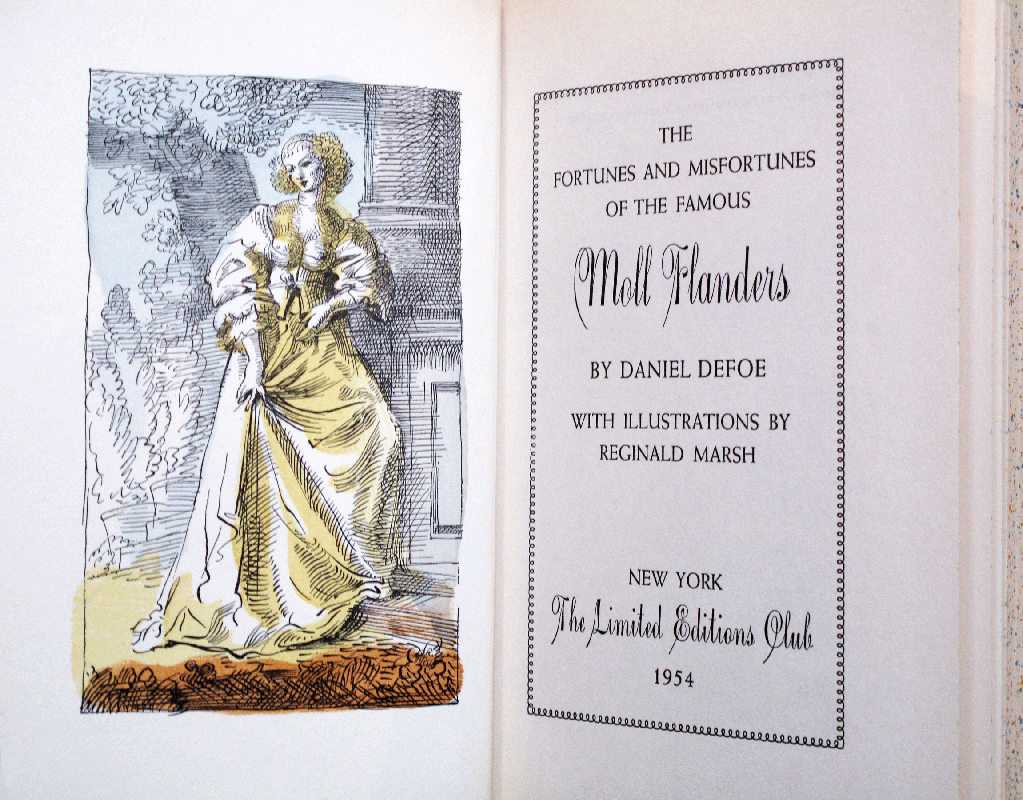 THE
FORTUNES AND MISFORTUNES
OF THE FAMOUS
Moll Flanders
BY DANIEL DEFOE
WITH ILLUSTRATIONS BY
REGINALD MARSH
NEW YORK
The Limited Editions Club
1954